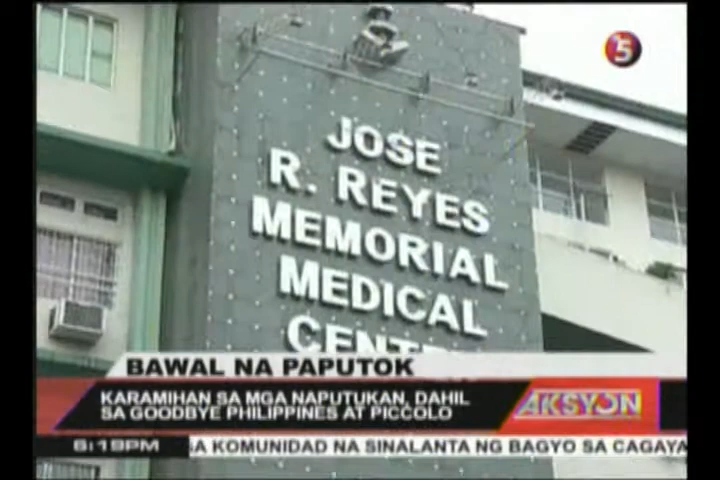 5
JOSE
R. REYES
MEMORIAL
MEDICAL
BAWAL NA PAPUTOK
KARAMIHAN SA MGA NAPUTUKAN, DAHIL
SA GOODBYE PHILIPPINES AT PICCOLO
AKSYON
6:19PM
KOMUNIDAD NA SINALANTA NG BAGYO SA